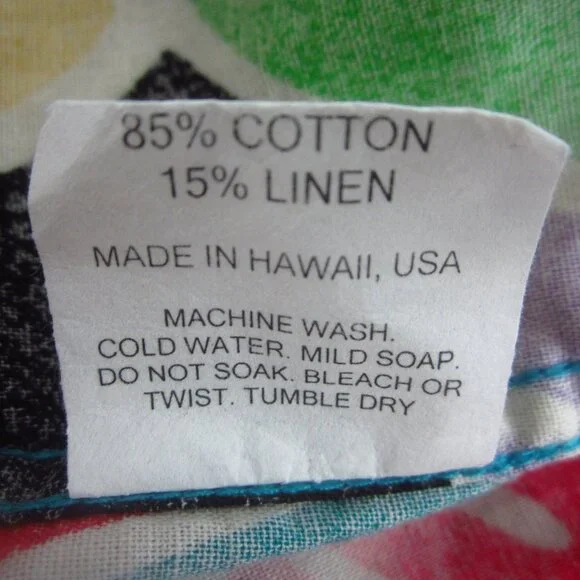 85% COTTON
15% LINEN
MADE IN HAWAII, USA
MACHINE WASH.
COLD WATER. MILD SOAP.
DO NOT SOAK. BLEACH OR
TWIST. TUMBLE DRY